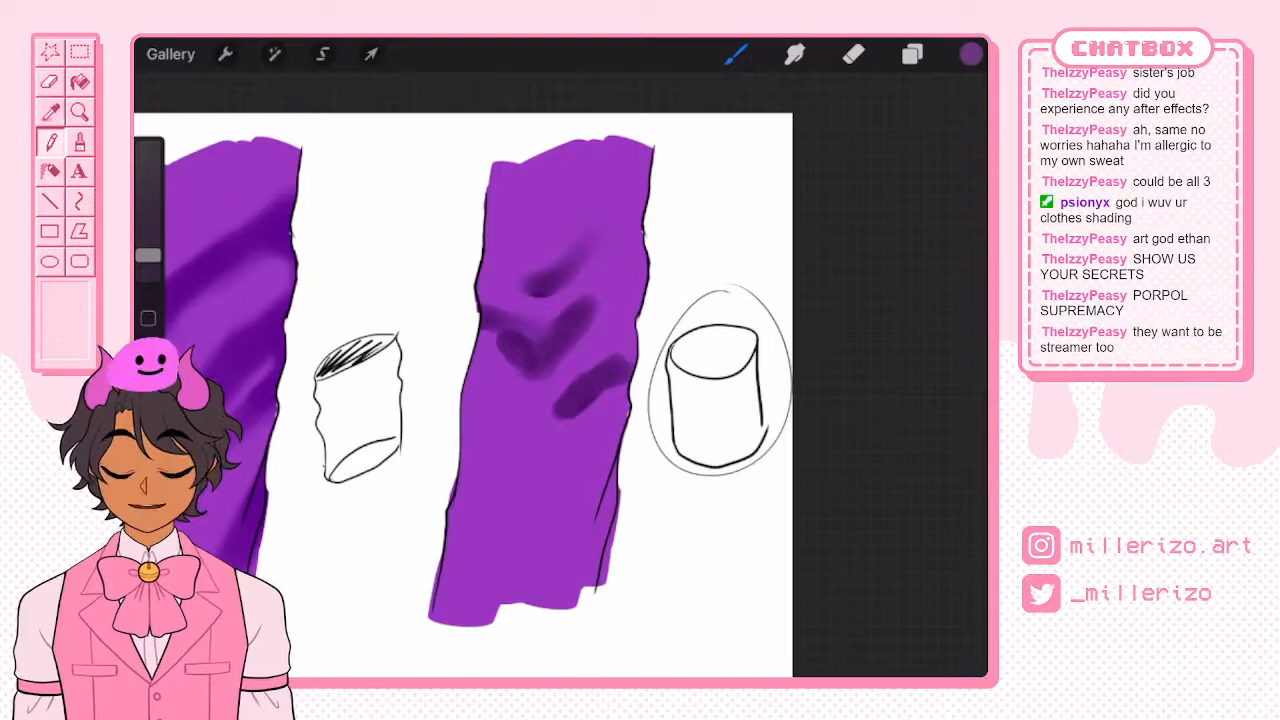 Gallery
CHATBOX
TheIzzyPeasy sister's job
TheIzzyPeasy did you
experience any after effects?
TheIzzyPeasy ah, same no
worries hahaha I'm allergic to
my own sweat
TheIzzyPeasy could be all 3
psionyx god i wuv ur
clothes shading
TheIzzyPeasy art god ethan
TheIzzyPeasy SHOW US
YOUR SECRETS
TheIzzyPeasy PORPOL
SUPREMACY
TheIzzyPeasy they want to be
streamer too
millerizo.art
_millerizo